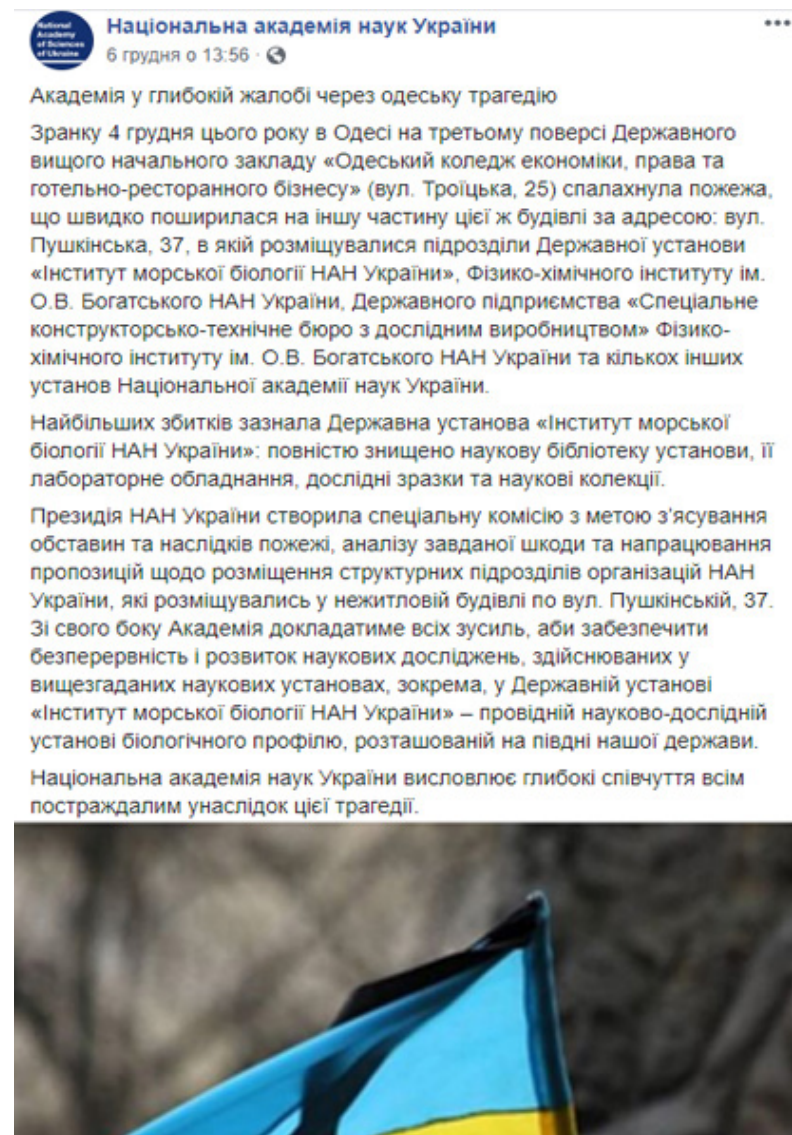 National
Academy
of Sciences
of Ukraine
Національна академія наук України
6 грудня о 13:56 ·
Академія у глибокій жалобі через одеську трагедію
Зранку 4 грудня цього року в Одесі на третьому поверсі Державного
вищого начального закладу «Одеський коледж економіки, права та
готельно-ресторанного бізнесу» (вул. Троїцька, 25) спалахнула пожежа,
що швидко поширилася на іншу частину цієї ж будівлі за адресою: вул.
Пушкінська, 37, в якій розміщувалися підрозділи Державної установи
«Інститут морської біології НАН України», Фізико-хімічного інституту ім.
О.В. Богатського НАН України, Державного підприємства «Спеціальне
конструкторсько-технічне бюро з дослідним виробництвом» Фізико-
хімічного інституту ім. О.В. Богатського НАН України та кількох інших
установ Національної академії наук України.
Найбільших збитків зазнала Державна установа «Інститут морської
біології НАН України»: повністю знищено наукову бібліотеку установи, її
лабораторне обладнання, дослідні зразки та наукові колекції.
Президія НАН України створила спеціальну комісію з метою з’ясування
обставин та наслідків пожежі, аналізу завданої шкоди та напрацювання
пропозицій щодо розміщення структурних підрозділів організацій НАН
України, які розміщувались у нежитловій будівлі по вул. Пушкінській, 37.
Зі свого боку Академія докладатиме всіх зусиль, аби забезпечити
безперервність і розвиток наукових досліджень, здійснюваних у
вищезгаданих наукових установах, зокрема, у Державній установі
«Інститут морської біології НАН України» – провідній науково-дослідній
установі біологічного профілю, розташованій на півдні нашої держави.
Національна академія наук України висловлює глибокі співчуття всім
постраждалим унаслідок цієї трагедії.